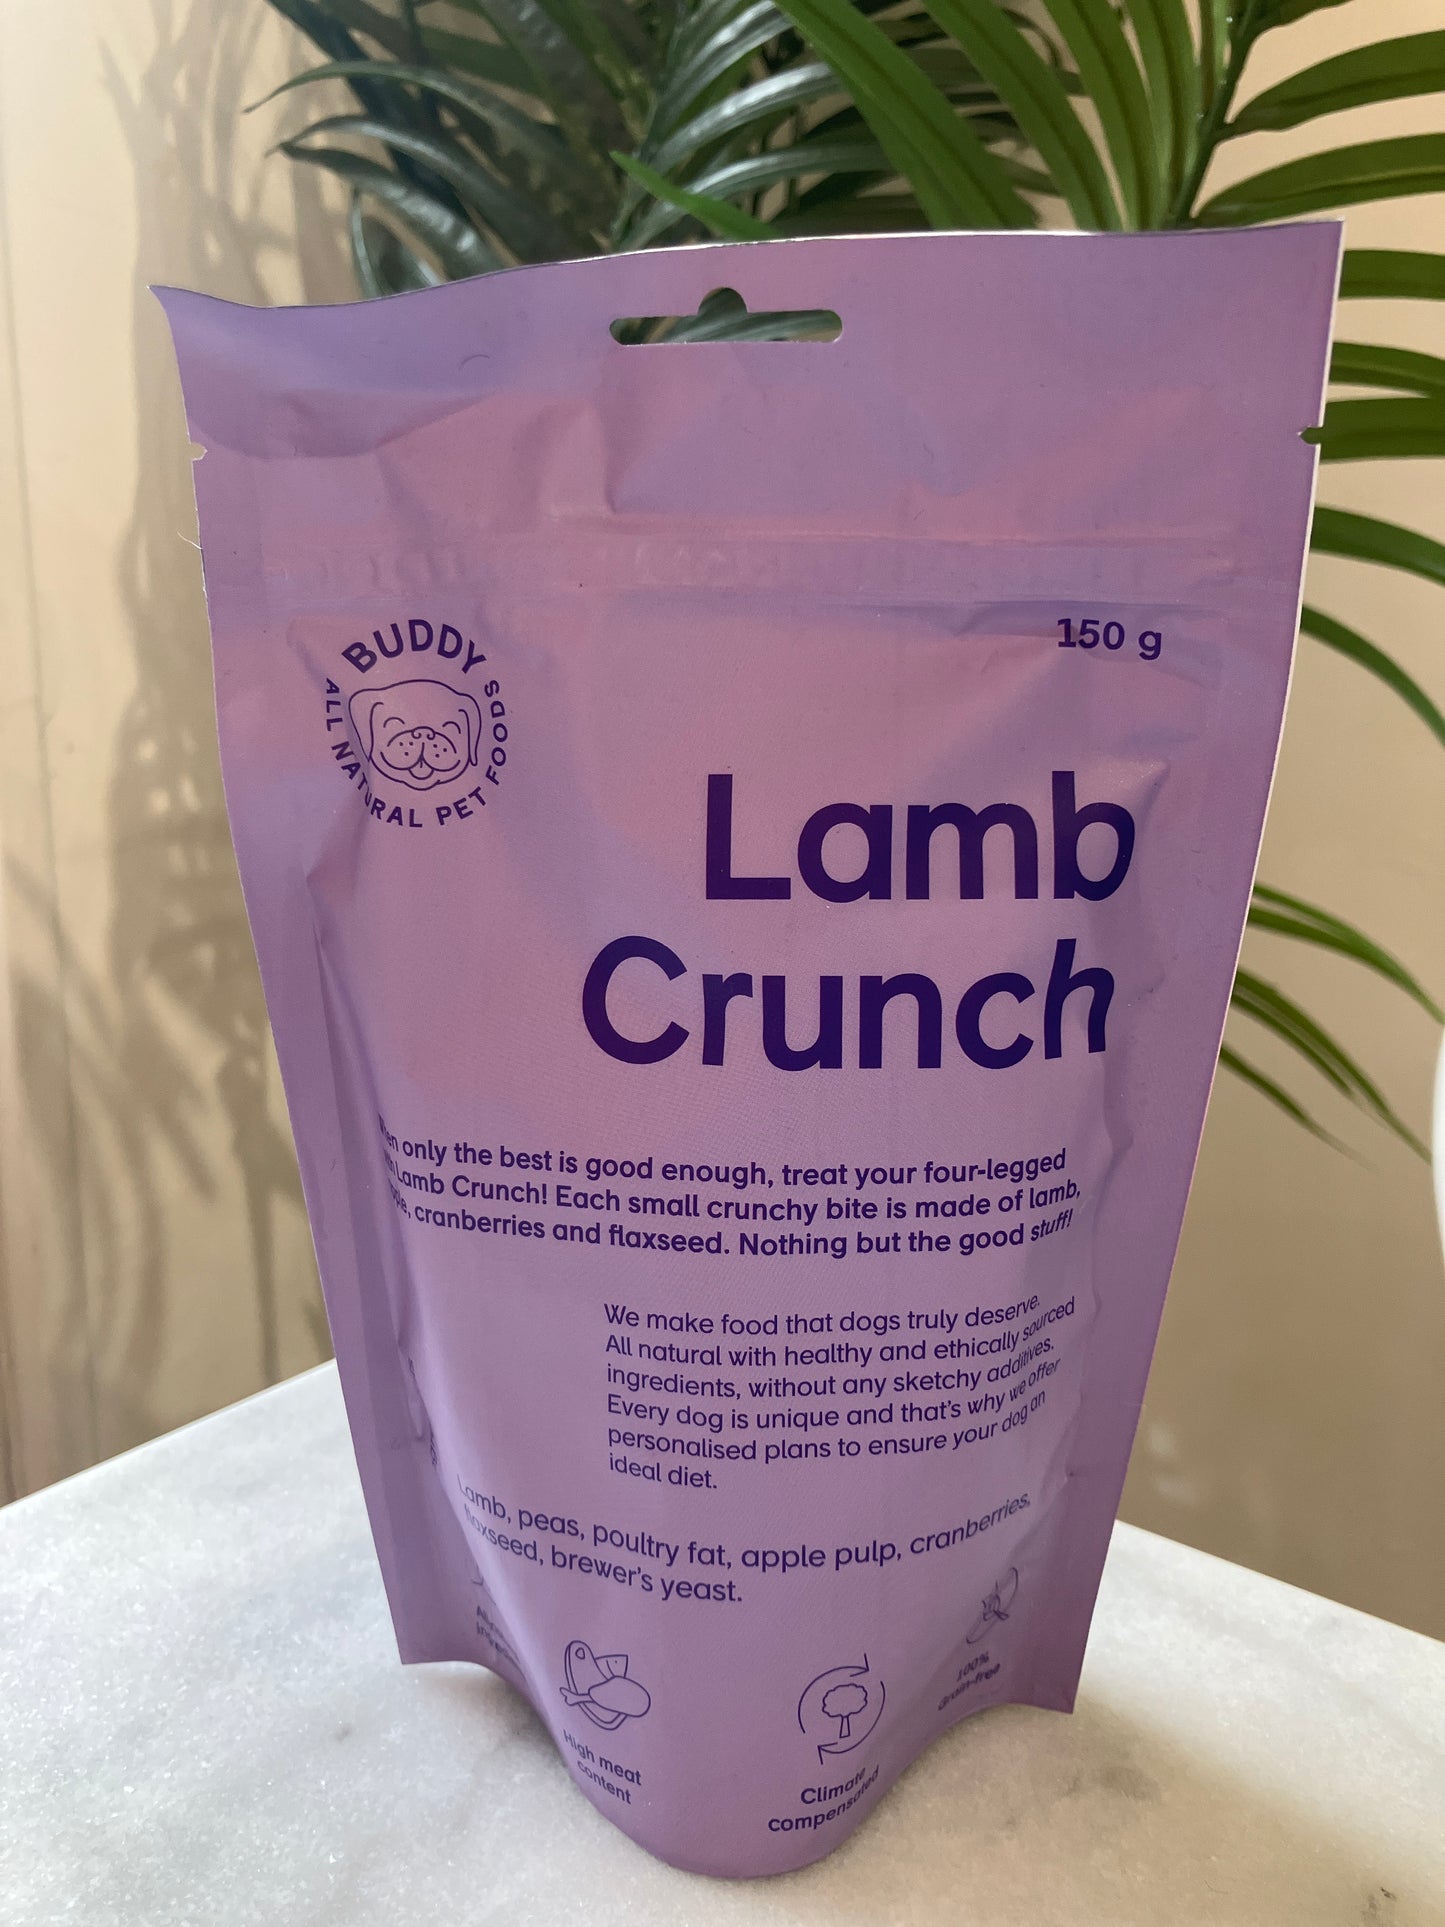 BUDDY
ALL NATURAL PET FOODS
150 g
Lamb
Crunch
only the best is good enough, treat your four-legged
Lamb Crunch! Each small crunchy bite is made of lamb,
cranberries and flaxseed. Nothing but the good stuff!
We make food that dogs truly deserve.
All natural with healthy and ethically sourced
ingredients, without any sketchy additives.
Every dog is unique and that's why we offer
personalised plans to ensure your dog an
ideal diet.
Lamb, peas, poultry fat, apple pulp, cranberries,
flaxseed, brewer's yeast.
High meat
content
Climate
compensated
100%
Grain-free